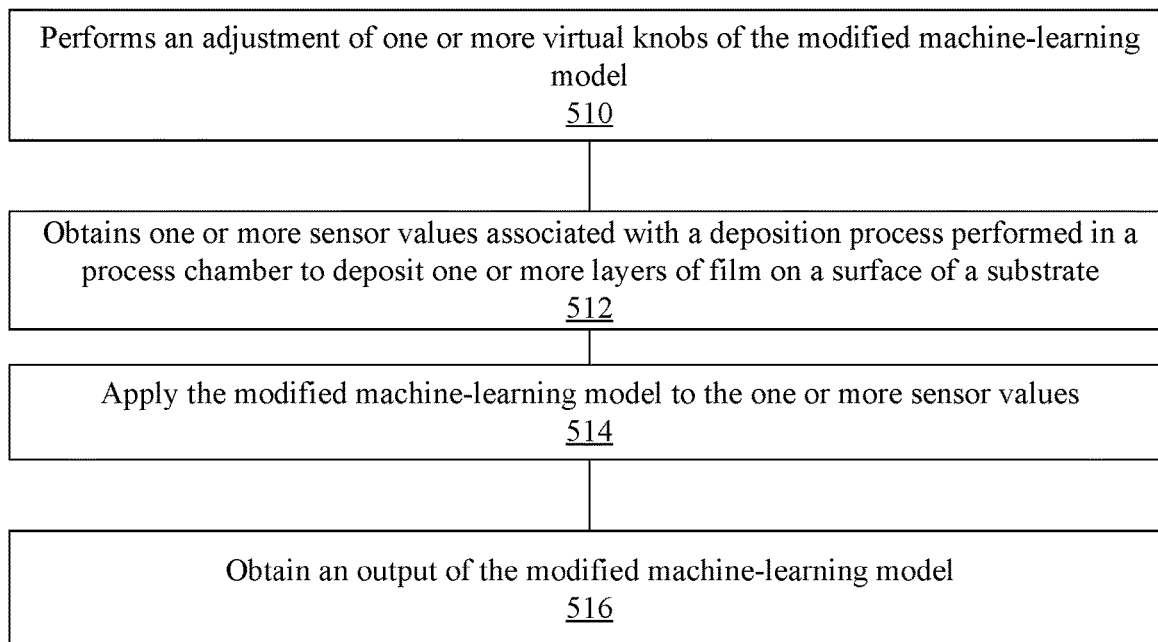 Performs an adjustment of one or more virtual knobs of the modified machine-learning
model
510
Obtains one or more sensor values associated with a deposition process performed in a
process chamber to deposit one or more layers of film on a surface of a substrate
512
Apply the modified machine-learning model to the one or more sensor values
514
Obtain an output of the modified machine-learning model
516